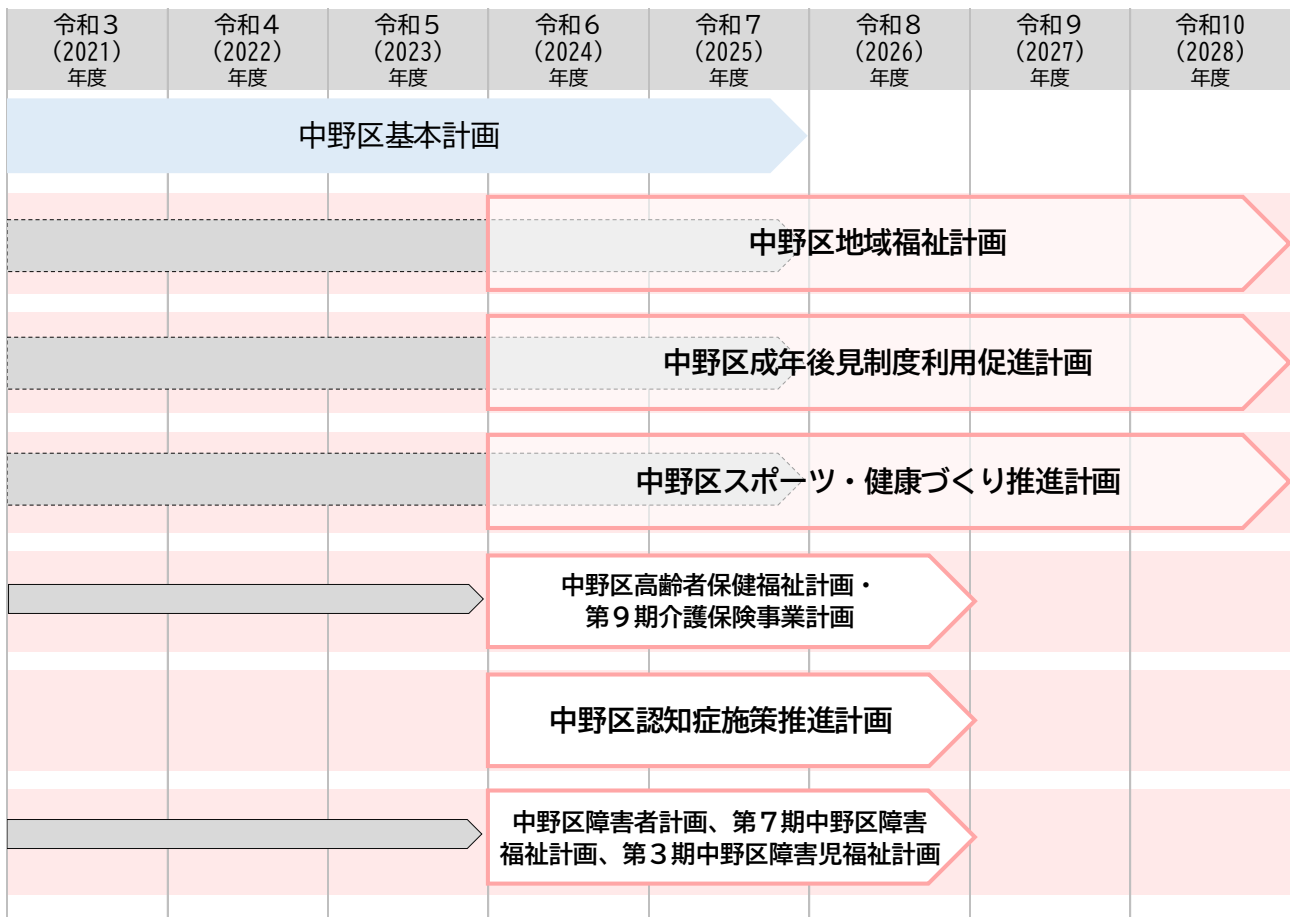 令和3
(2021)
年度
令和4
(2022)
年度
令和5
(2023)
年度
令和6
(2024)
年度
令和7
(2025)
年度
令和8
(2026)
年度
令和9
(2027)
年度
令和10
(2028)
年度
中野区基本計画
中野区地域福祉計画
中野区成年後見制度利用促進計画
中野区スポーツ・健康づくり推進計画
中野区高齢者保健福祉計画・
第9期介護保険事業計画
中野区認知症施策推進計画
中野区障害者計画、第7期中野区障害
福祉計画、第3期中野区障害児福祉計画